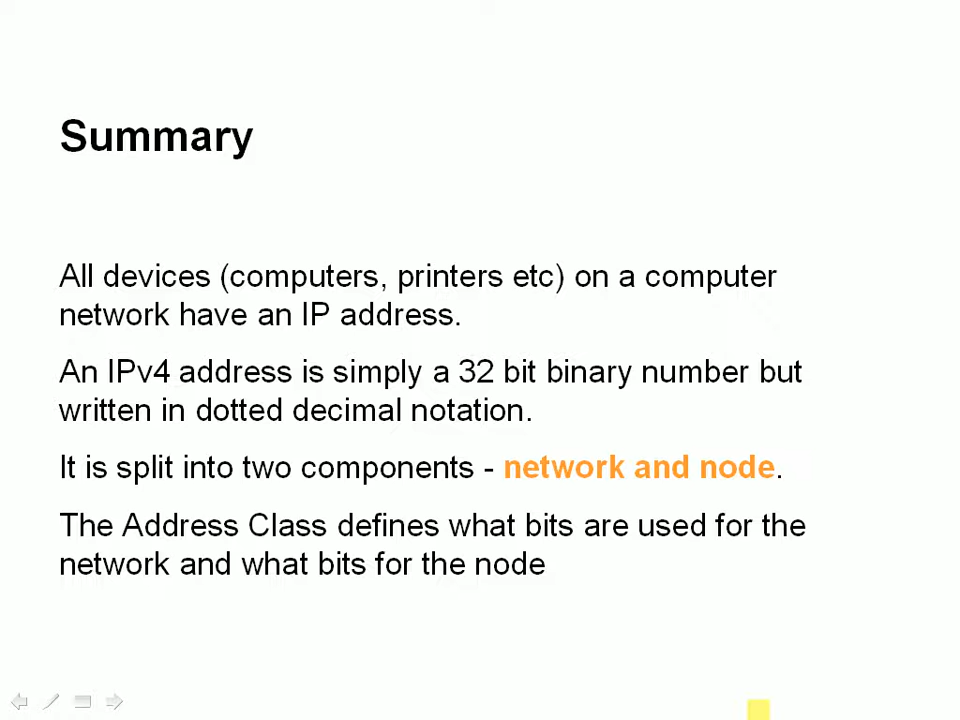 Summary
All devices (computers, printers etc) on a computer
network have an IP address.
An IPv4 address is simply a 32 bit binary number but
written in dotted decimal notation.
It is split into two components - network and node.
The Address Class defines what bits are used for the
network and what bits for the node